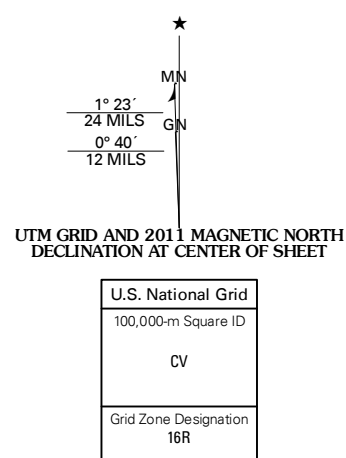 ★
MN
1° 23´
24 MILS
GN
0° 40´
12 MILS
UTM GRID AND 2011 MAGNETIC NORTH
DECLINATION AT CENTER OF SHEET
U.S. National Grid
100,000-m Square ID
CV
Grid Zone Designation
16R